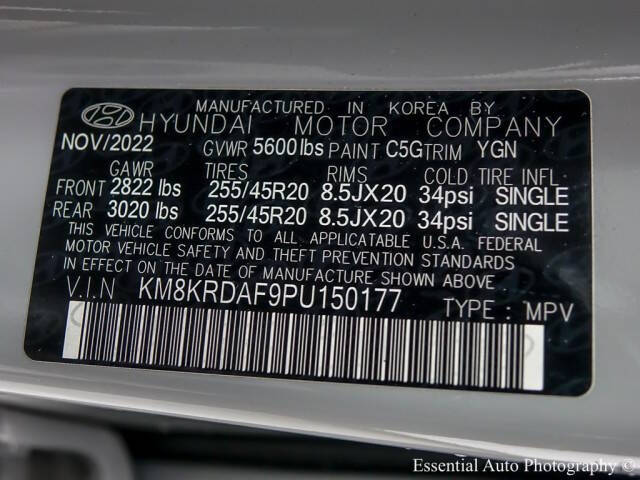 MANUFACTURED IN KOREA BY
HYUNDAI MOTOR COMPANY
NOV/2022 GVWR 5600lbs PAINT C5G TRIM YGN
GAWR TIRES RIMS COLD TIRE INFL.
FRONT 2822 lbs 255/45R20 8.5JX20 34psi SINGLE
REAR 3020 lbs 255/45R20 8.5JX20 34psi SINGLE
THIS VEHICLE CONFORMS TO ALL APPLICABLE U.S.A. FEDERAL
MOTOR VEHICLE SAFETY AND THEFT PREVENTION STANDARDS
IN EFFECT ON THE DATE OF MANUFACTURE SHOWN ABOVE
V.I.N KM8KRDAF9PU150177 TYPE : MPV
Essential Auto Photography ©